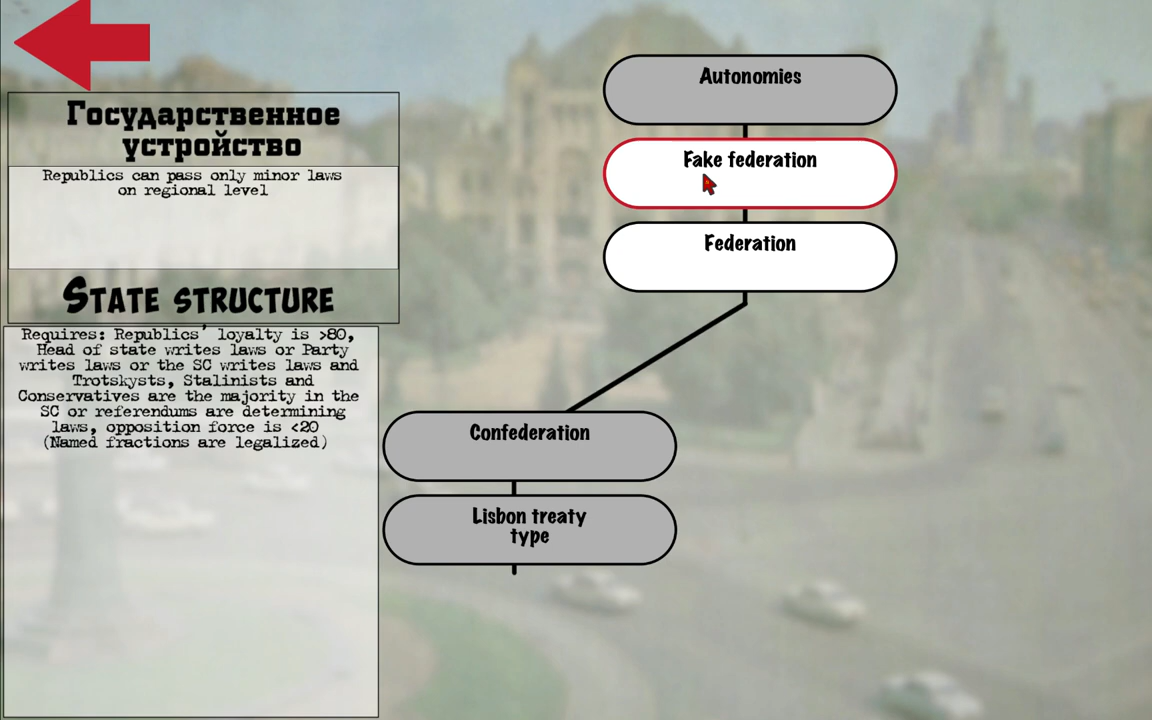 Государственное
устройство
Republics can pass only minor laws
on regional level
STATE STRUCTURE
Requires: Republics' loyalty is >80,
Head of state writes laws or Party
writes laws or the SC writes laws and
Trotskysts, Stalinists and
Conservatives are the majority in the
SC or referendums are determining
laws, opposition force is <20
(Named fractions are legalized)
Autonomies
Fake federation
Federation
Confederation
Lisbon treaty
type